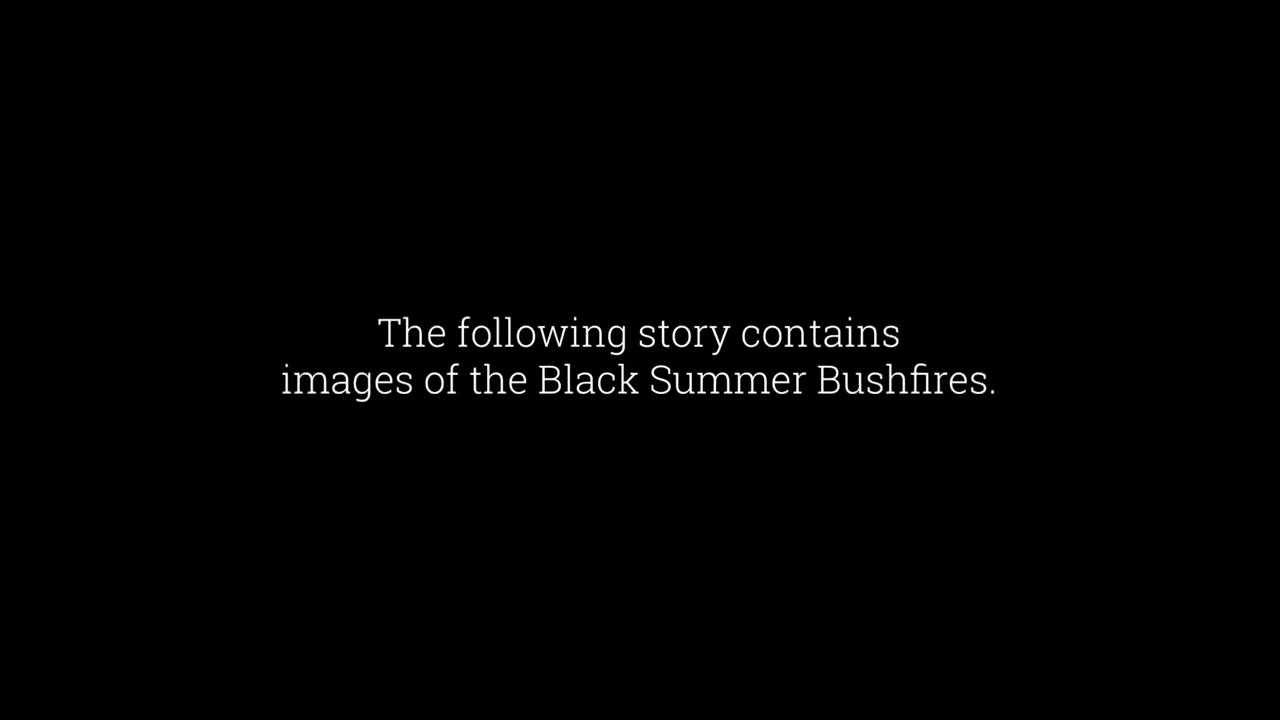 The following story contains
images of the Black Summer Bushfires.